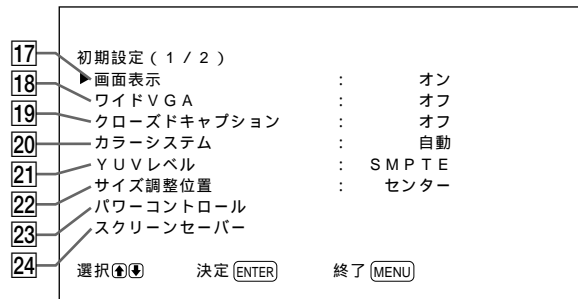 初期設定（１／２）
17 ▶画面表示 ： オン
18 ワイドＶＧＡ ： オフ
19 クローズドキャプション ： オフ
20 カラーシステム ： 自動
21 ＹＵＶレベル ： ＳＭＰＴＥ
22 サイズ調整位置 ： センター
23 パワーコントロール
24 スクリーンセーバー
選択⬆⬇ 決定 ENTER 終了 MENU